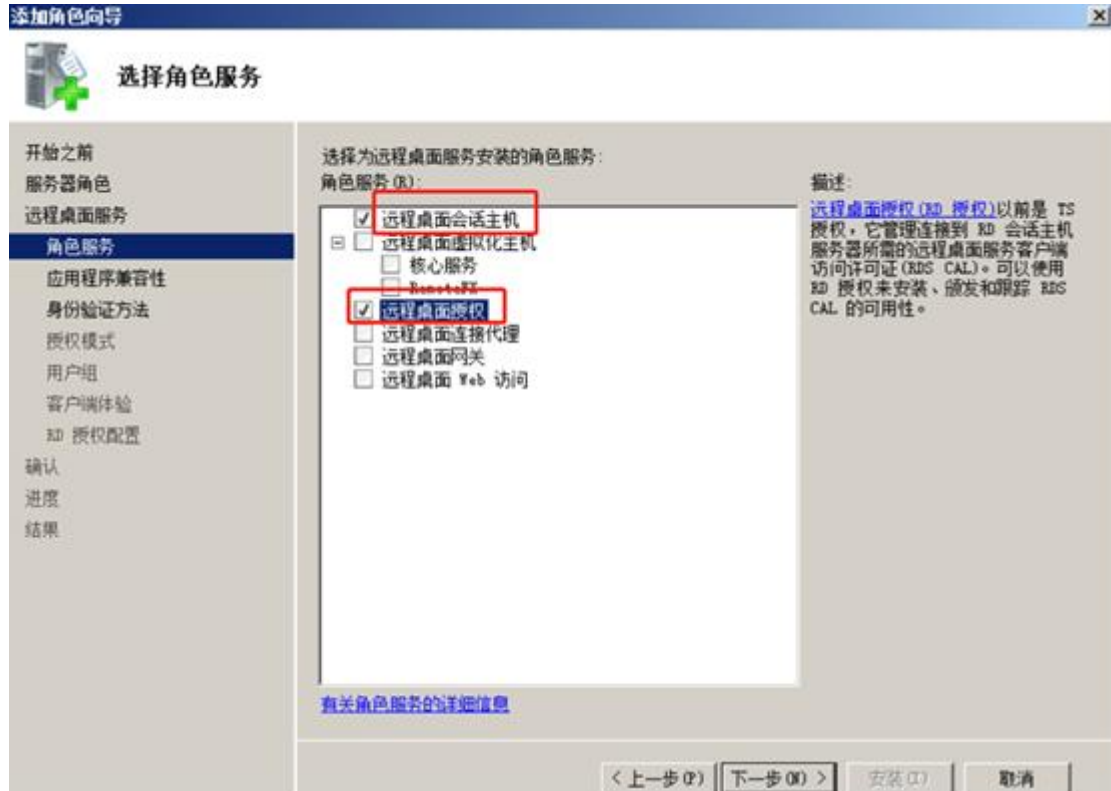 添加角色向导
选择角色服务
开始之前
服务器角色
远程桌面服务
角色服务
应用程序兼容性
身份验证方法
授权模式
用户组
客户端体验
RD 授权配置
确认
进度
结果
选择为远程桌面服务安装的角色服务:
角色服务(R):
远程桌面会话主机
远程桌面虚拟化主机
核心服务
RemoteFX
远程桌面授权
远程桌面连接代理
远程桌面网关
远程桌面 Web 访问
有关角色服务的详细信息
描述:
远程桌面授权(RD 授权)以前是 TS
授权，它管理连接到 RD 会话主机
服务器所需的远程桌面服务客户端
访问许可证(RDS CAL)。可以使用
RD 授权来安装、颁发和跟踪 RDS
CAL 的可用性。
< 上一步(P)
下一步(N) >
安装(I)
取消